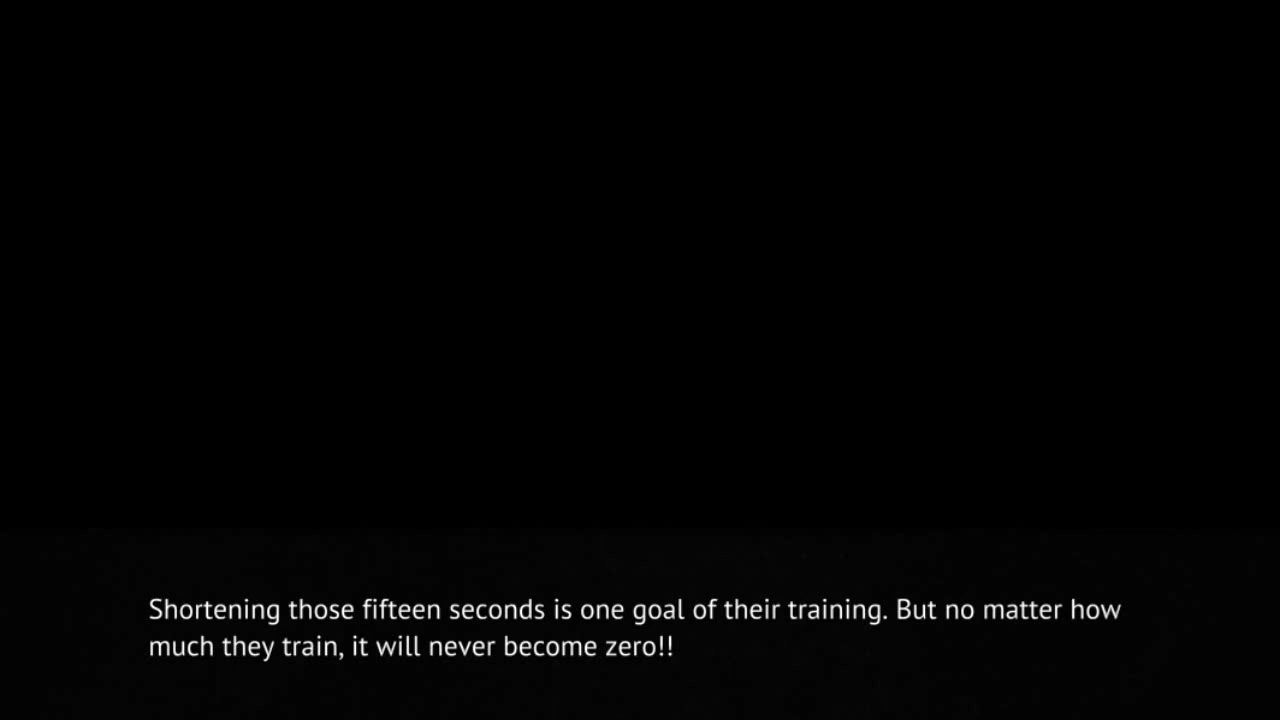 Shortening those fifteen seconds is one goal of their training. But no matter how
much they train, it will never become zero!!